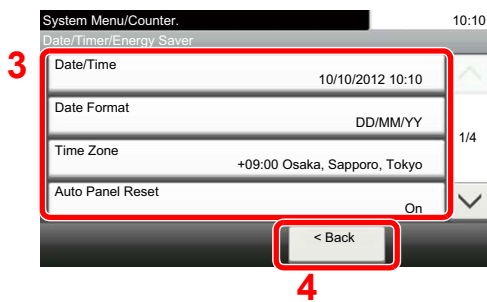 System Menu/Counter.
10:10
Date/Timer/Energy Saver
3
Date/Time
10/10/2012 10:10
Date Format
DD/MM/YY
1/4
Time Zone
+09:00 Osaka, Sapporo, Tokyo
Auto Panel Reset
On
< Back
4